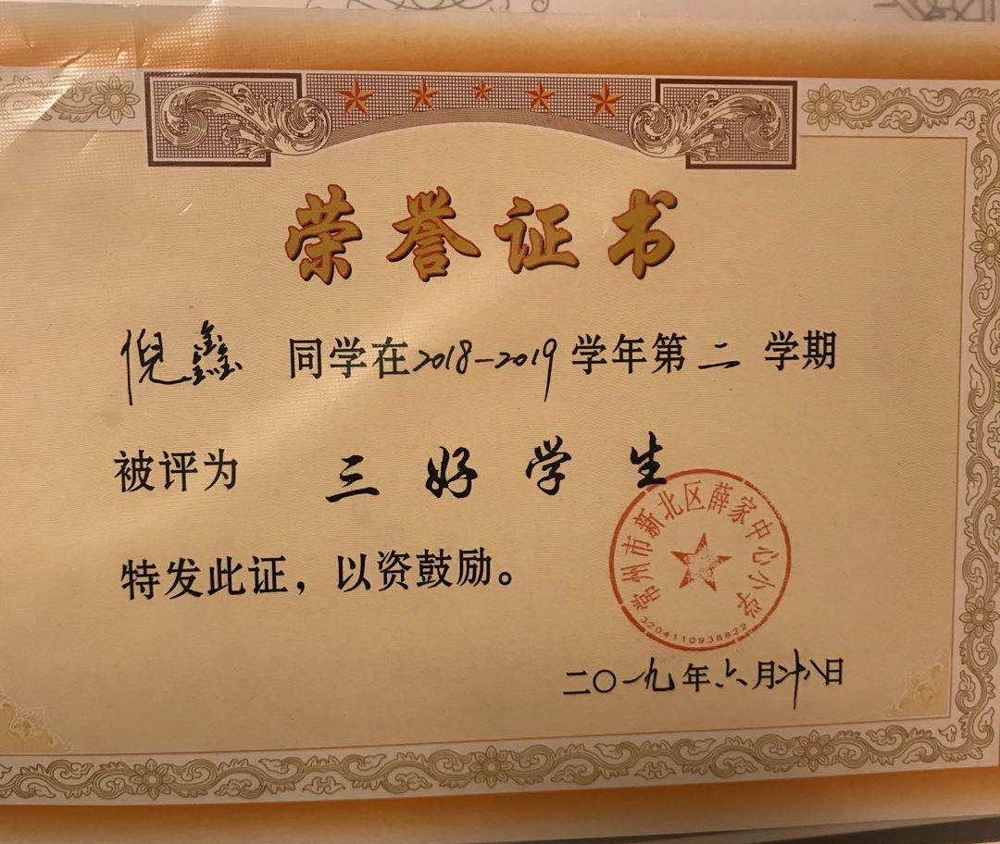 荣誉证书
倪鑫 同学在2018-2019学年第二学期
被评为 三好学生
特发此证，以资鼓励。
常州市新北区薛家中心小学
3204110938822
二〇一九年六月廿八日